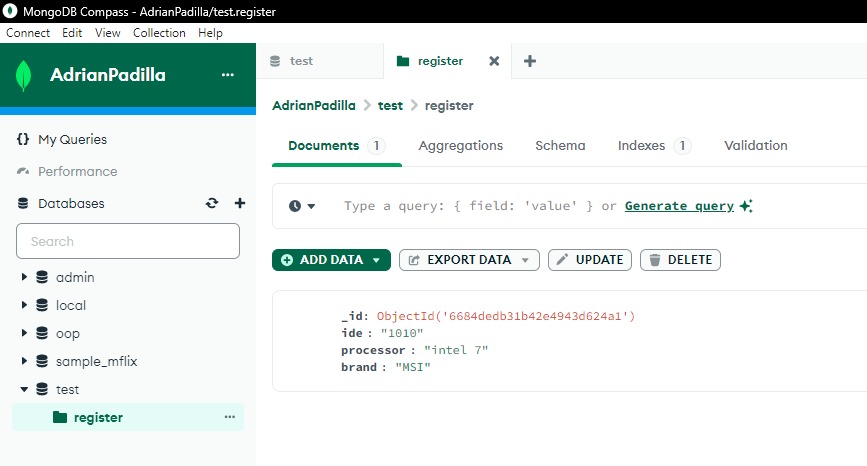 MongoDB Compass - AdrianPadilla/test.register
Connect Edit View Collection Help
AdrianPadilla ...
{} My Queries
Performance
Databases
Search
admin
local
oop
sample_mflix
test
register ...
test register
AdrianPadilla > test > register
Documents 1 Aggregations Schema Indexes 1 Validation
Type a query: { field: 'value' } or Generate query
ADD DATA EXPORT DATA UPDATE DELETE
_id: ObjectId('6684dedb31b42e4943d624a1')
ide : "1010"
processor : "intel 7"
brand : "MSI"